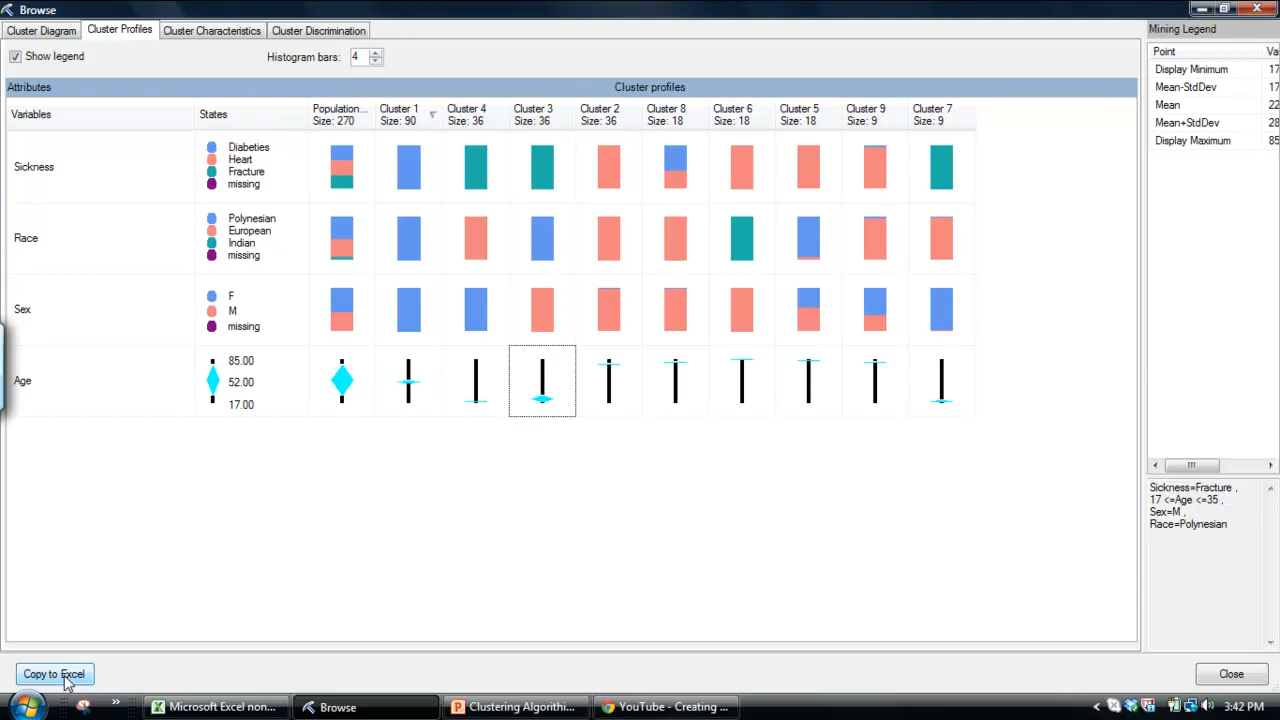 Browse
Cluster Diagram
Cluster Profiles
Cluster Characteristics
Cluster Discrimination
Mining Legend
Show legend
Histogram bars: 4
Attributes
Cluster profiles
Variables
States
Population... Size: 270
Cluster 1 Size: 90
Cluster 4 Size: 36
Cluster 3 Size: 36
Cluster 2 Size: 36
Cluster 8 Size: 18
Cluster 6 Size: 18
Cluster 5 Size: 18
Cluster 9 Size: 9
Cluster 7 Size: 9
Sickness
Diabeties
Heart
Fracture
missing
Race
Polynesian
European
Indian
missing
Sex
F
M
missing
Age
85.00
52.00
17.00
Point Va
Display Minimum 17
Mean-StdDev 17
Mean 22
Mean+StdDev 28
Display Maximum 85
Sickness=Fracture ,
17 <=Age <=35 ,
Sex=M ,
Race=Polynesian
Copy to Excel
Close
Microsoft Excel non...
Browse
Clustering Algorithi...
YouTube - Creating ...
3:42 PM